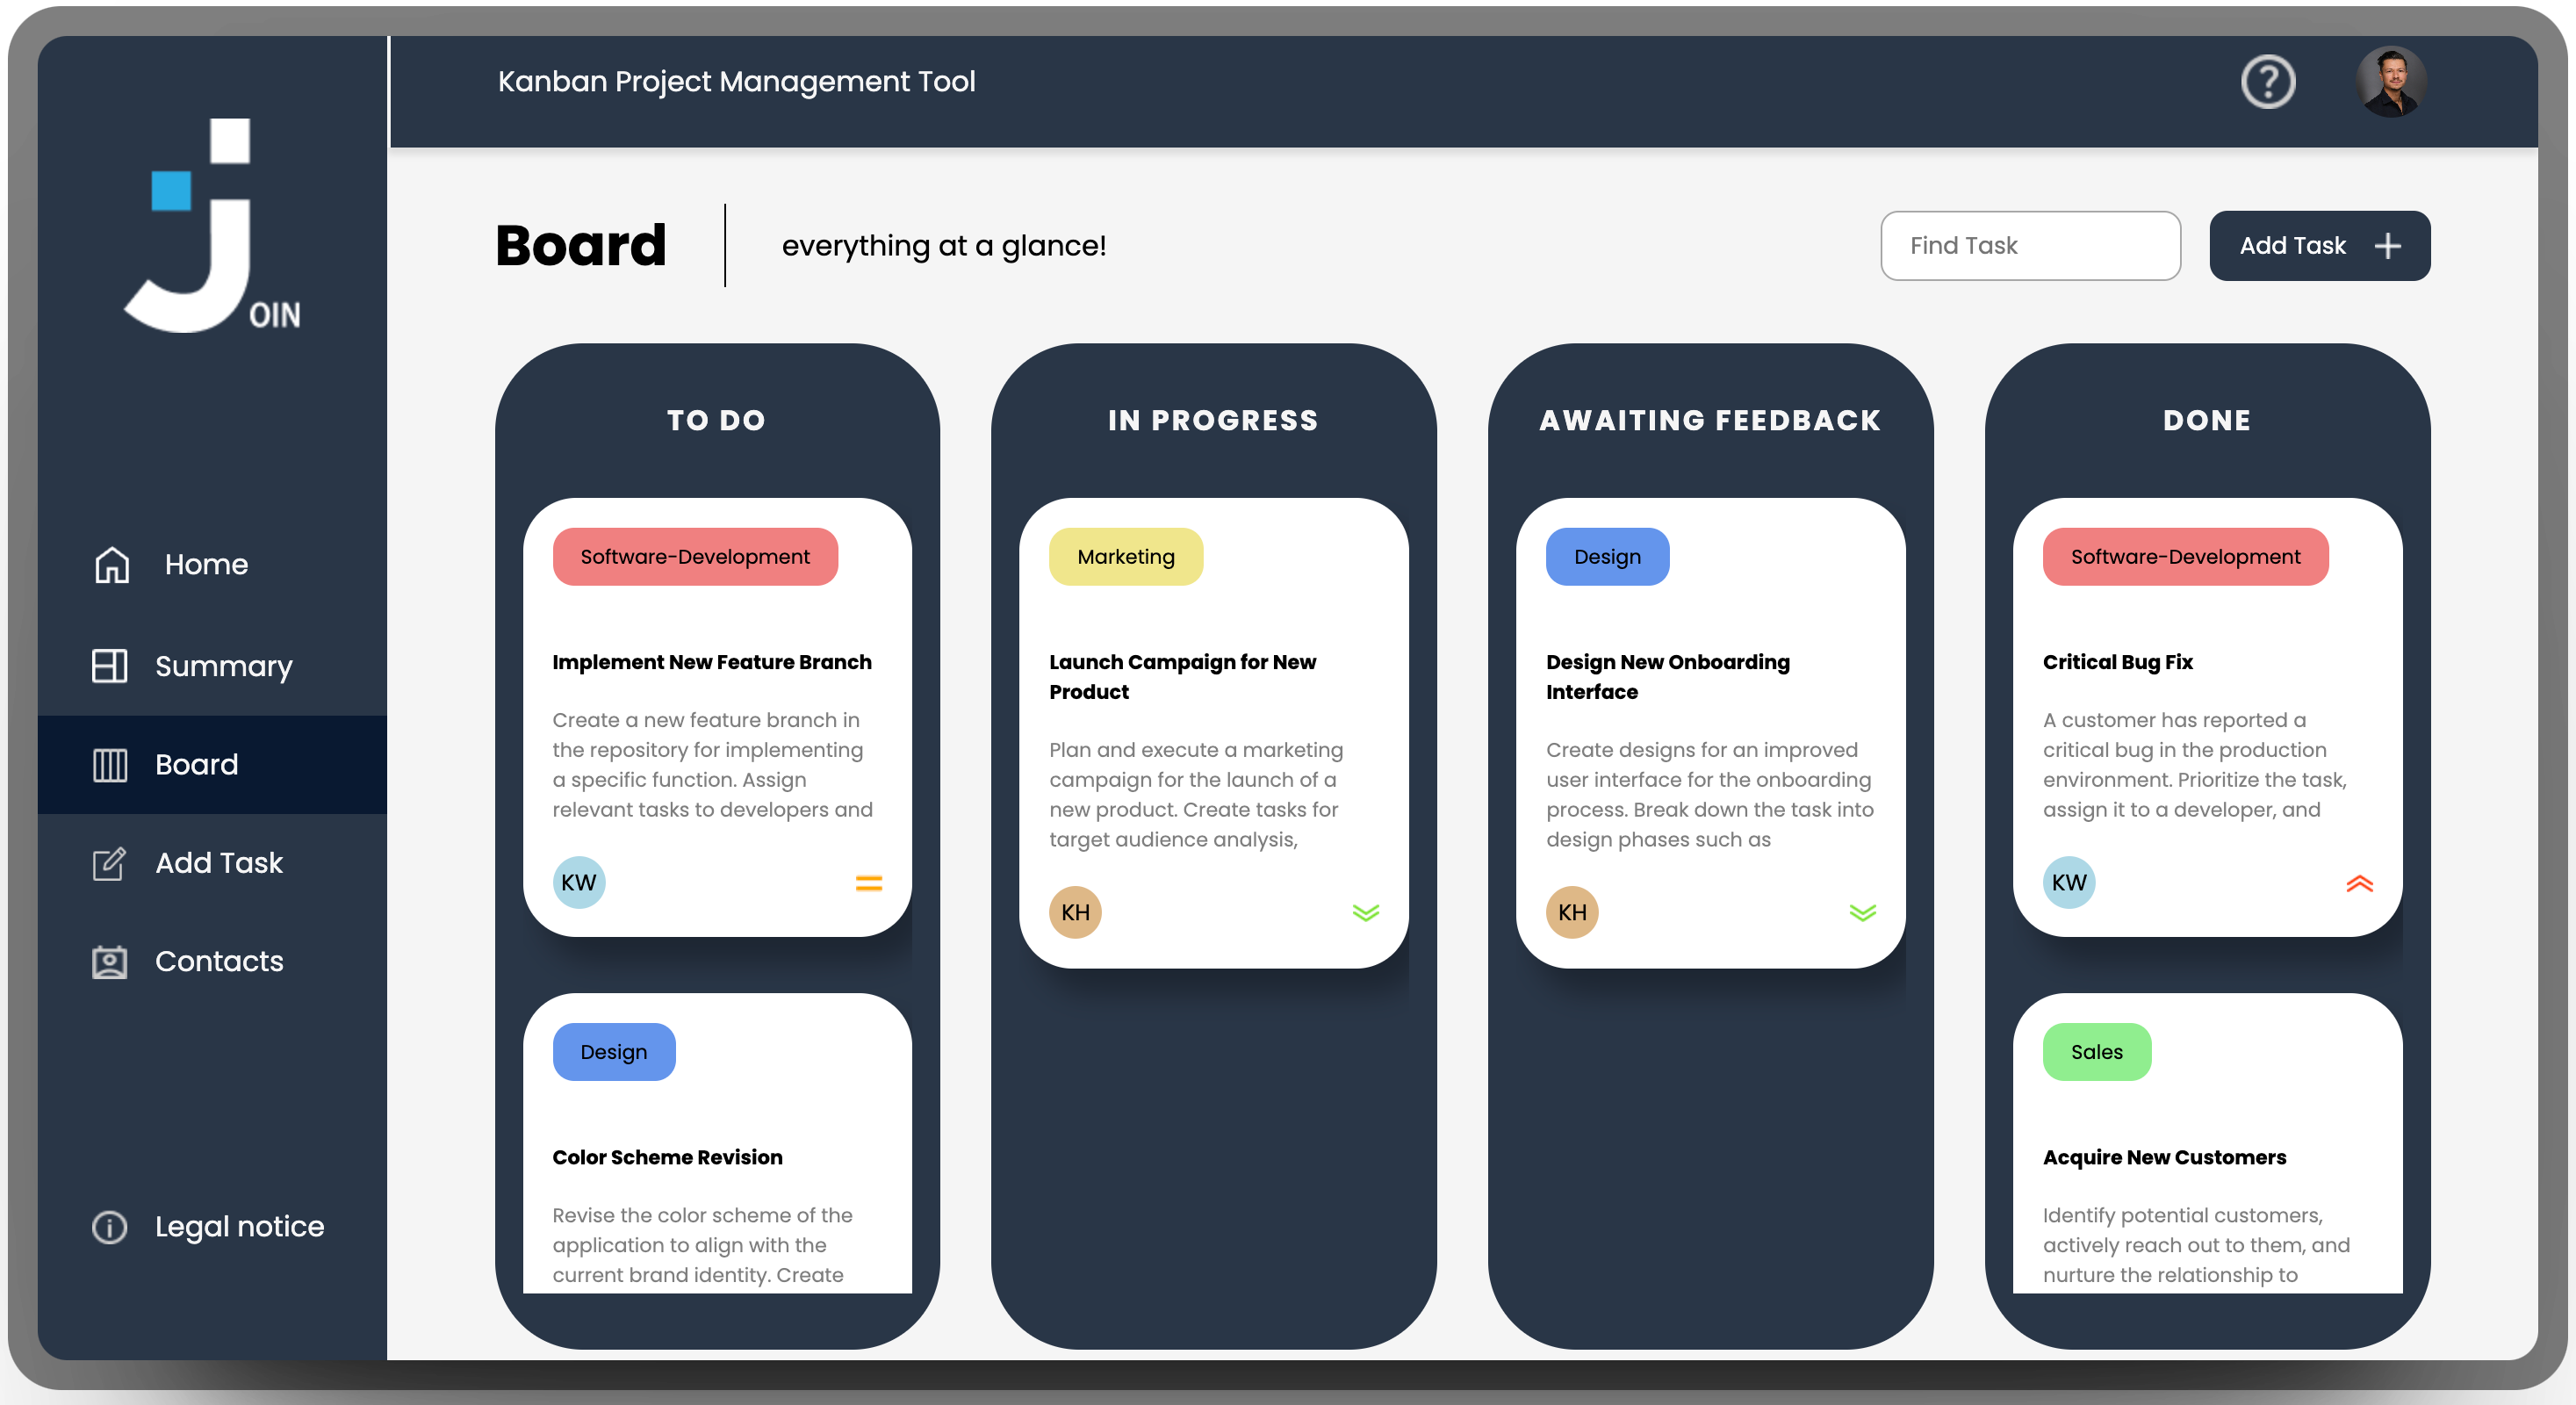 Kanban Project Management Tool
JOIN
Home
Summary
Board
Add Task
Contacts
Legal notice
Board
everything at a glance!
Find Task
Add Task
TO DO
Software-Development
Implement New Feature Branch
Create a new feature branch in
the repository for implementing
a specific function. Assign
relevant tasks to developers and
KW
Design
Color Scheme Revision
Revise the color scheme of the
application to align with the
current brand identity. Create
IN PROGRESS
Marketing
Launch Campaign for New
Product
Plan and execute a marketing
campaign for the launch of a
new product. Create tasks for
target audience analysis,
KH
AWAITING FEEDBACK
Design
Design New Onboarding
Interface
Create designs for an improved
user interface for the onboarding
process. Break down the task into
design phases such as
KH
DONE
Software-Development
Critical Bug Fix
A customer has reported a
critical bug in the production
environment. Prioritize the task,
assign it to a developer, and
KW
Sales
Acquire New Customers
Identify potential customers,
actively reach out to them, and
nurture the relationship to